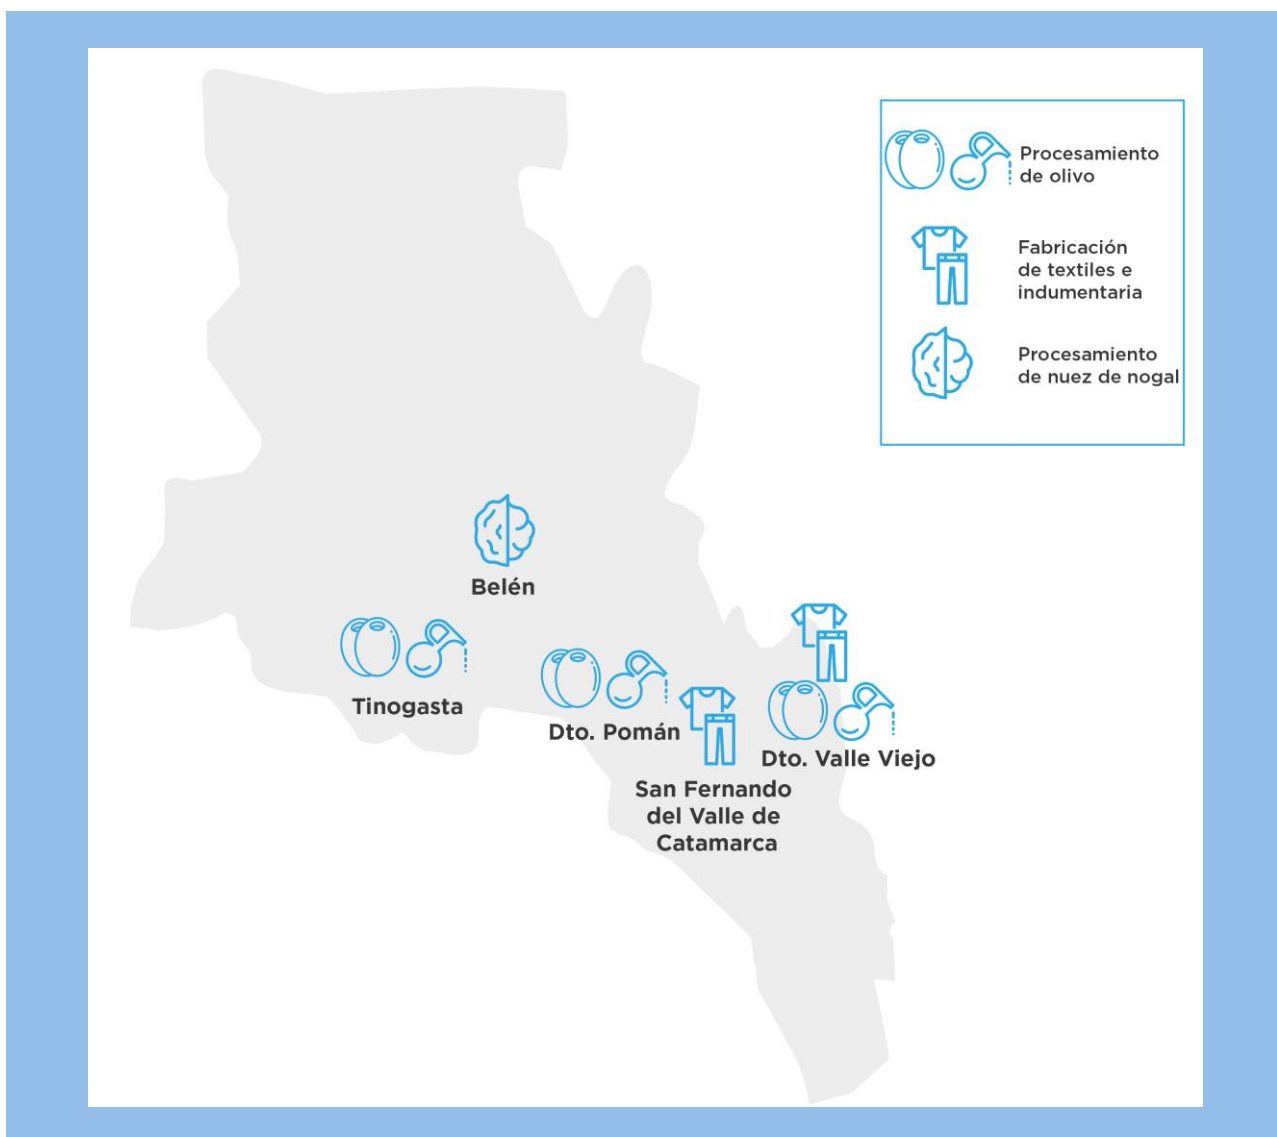 Procesamiento
de olivo
Fabricación
de textiles e
indumentaria
Procesamiento
de nuez de nogal
Belén
Tinogasta
Dto. Pomán
Dto. Valle Viejo
San Fernando
del Valle de
Catamarca